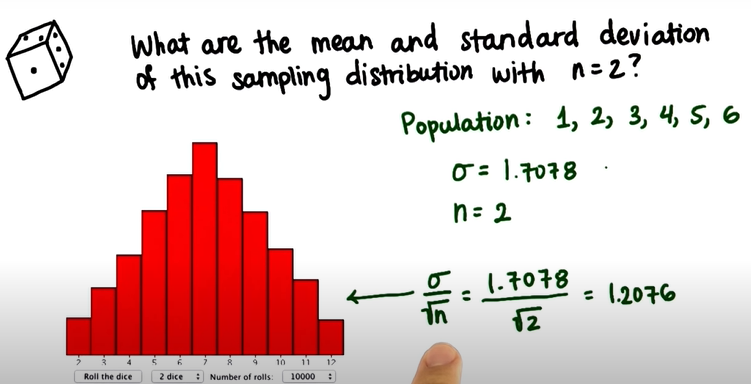 What are the mean and standard deviation
of this sampling distribution with n=2?
Population: 1, 2, 3, 4, 5, 6
σ = 1.7078
n = 2
σ/√n = 1.7078/√2 = 1.2076
2 3 4 5 6 7 8 9 10 11 12
Roll the dice 2 dice Number of rolls: 10000